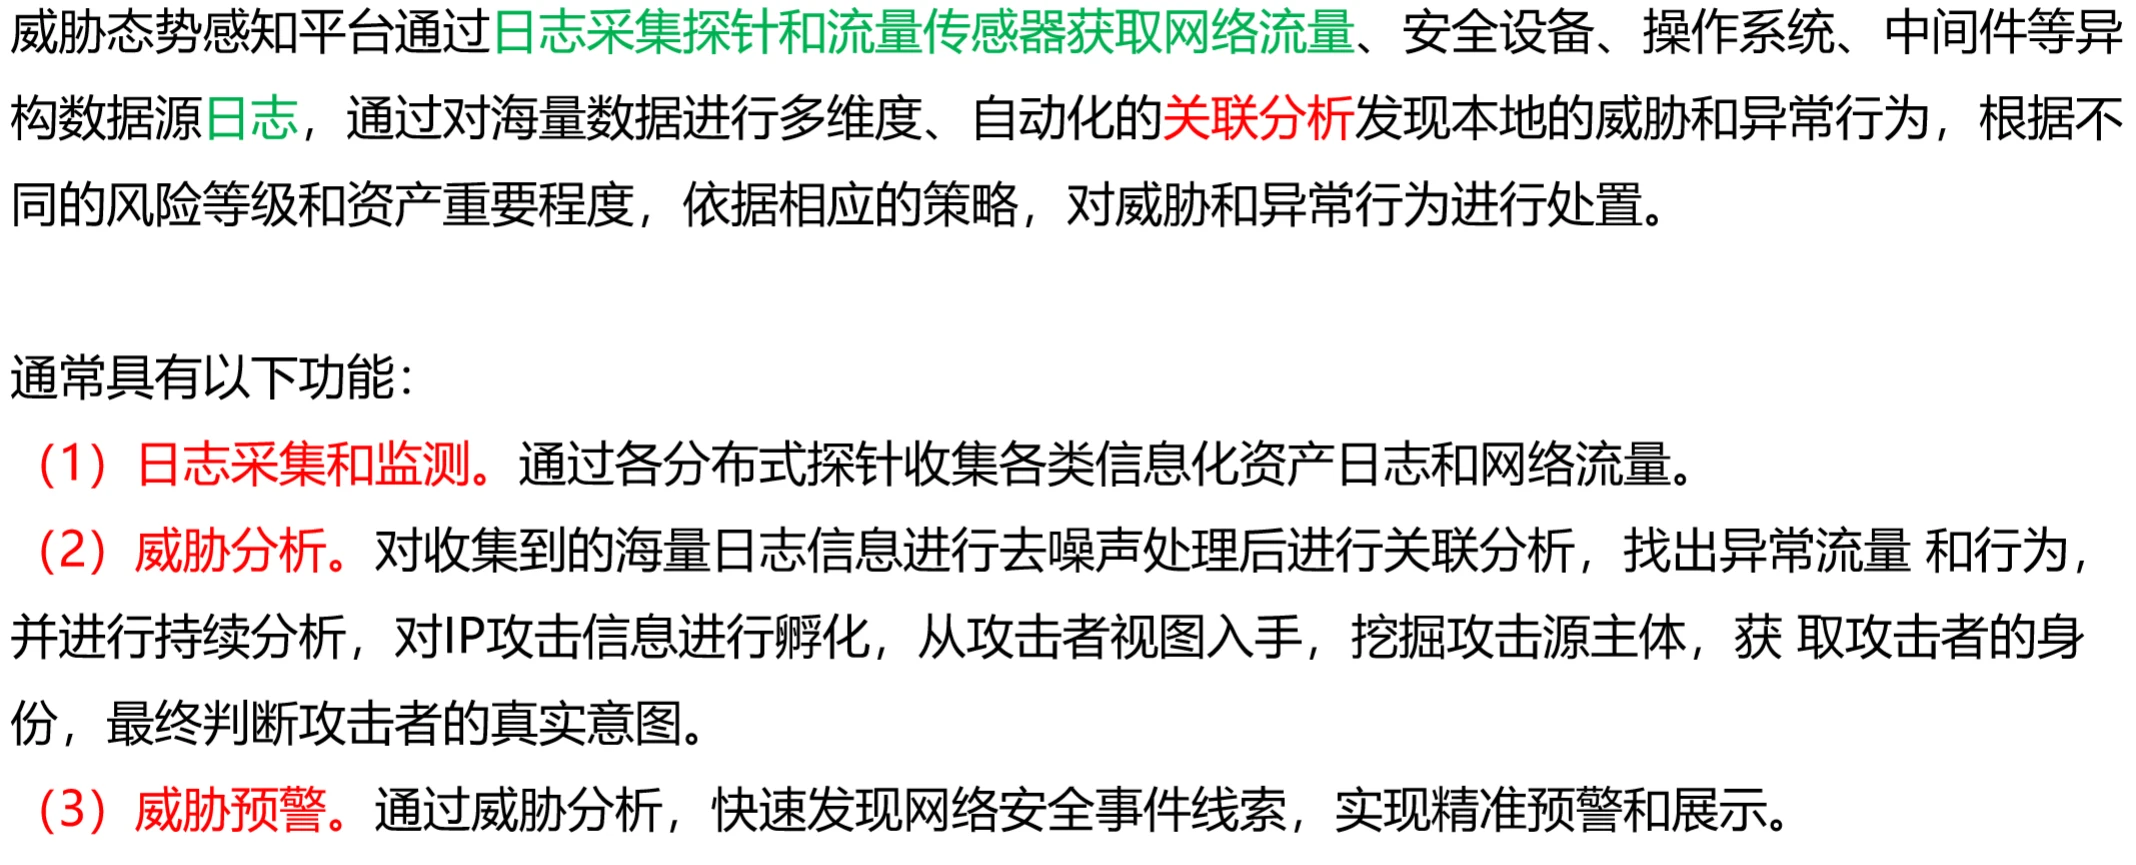 威胁态势感知平台通过日志采集探针和流量传感器获取网络流量、安全设备、操作系统、中间件等异
构数据源日志，通过对海量数据进行多维度、自动化的关联分析发现本地的威胁和异常行为，根据不
同的风险等级和资产重要程度，依据相应的策略，对威胁和异常行为进行处置。
通常具有以下功能：
（1）日志采集和监测。通过各分布式探针收集各类信息化资产日志和网络流量。
（2）威胁分析。对收集到的海量日志信息进行去噪声处理后进行关联分析，找出异常流量 和行为，
并进行持续分析，对IP攻击信息进行孵化，从攻击者视图入手，挖掘攻击源主体，获 取攻击者的身
份，最终判断攻击者的真实意图。
（3）威胁预警。通过威胁分析，快速发现网络安全事件线索，实现精准预警和展示。